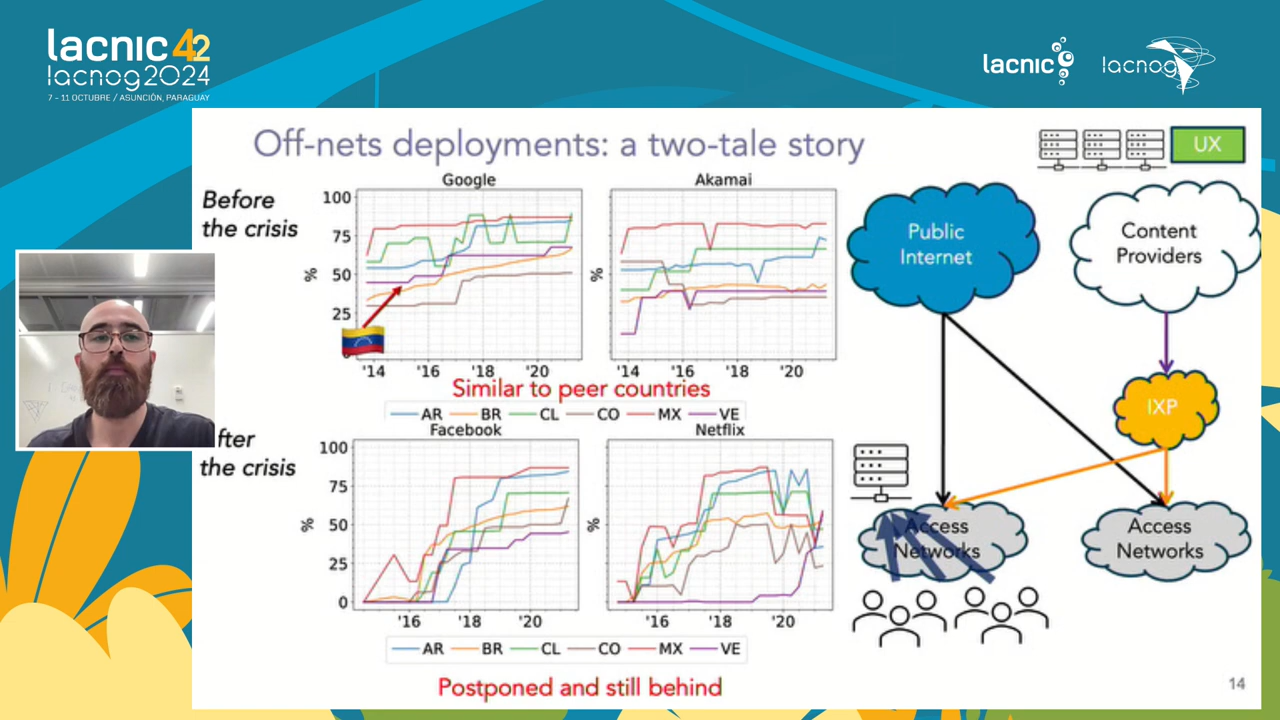 lacnic 42
lacnog2024
7 - 11 OCTUBRE / ASUNCIÓN, PARAGUAY
lacnic
lacnog
Off-nets deployments: a two-tale story
UX
Before
the crisis
Google
Akamai
100
75
50
25
%
%
'14
'16
'18
'20
'14
'16
'18
'20
Similar to peer countries
AR
BR
CL
CO
MX
VE
fter
the crisis
Facebook
Netflix
100
75
50
25
0
%
%
'16
'18
'20
'16
'18
'20
AR
BR
CL
CO
MX
VE
Postponed and still behind
Public
Internet
Content
Providers
IXP
Access
Networks
Access
Networks
14